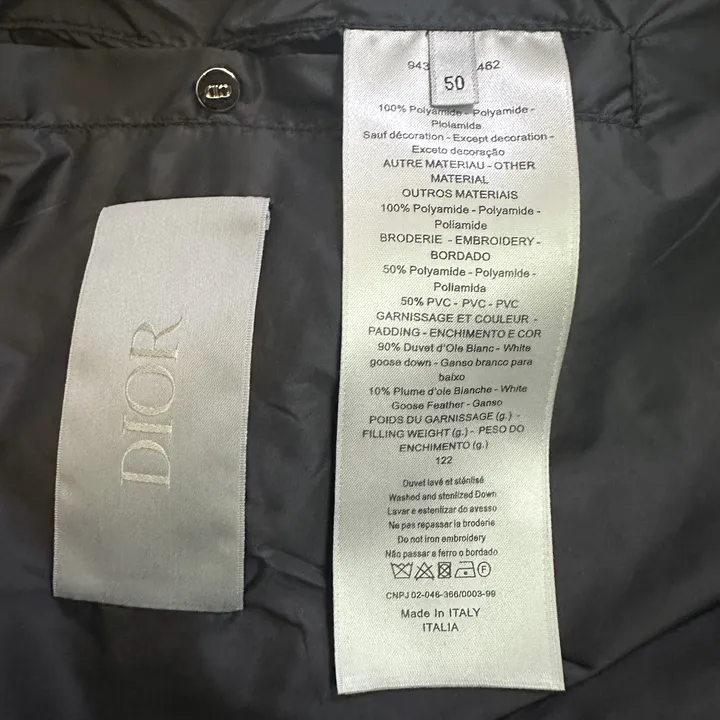 DIOR
943 462
50
100% Polyamide - Polyamide -
Piolamida
Sauf décoration - Except decoration -
Exceto decoração
AUTRE MATERIAU - OTHER
MATERIAL
OUTROS MATERIAIS
100% Polyamide - Polyamide -
Poliamide
BRODERIE - EMBROIDERY -
BORDADO
50% Polyamide - Polyamide -
Poliamida
50% PVC - PVC - PVC
GARNISSAGE ET COULEUR -
PADDING - ENCHIMENTO E COR
90% Duvet d'Oie Blanc - White
goose down - Ganso branco para
baixo
10% Plume d'oie Blanche - White
Goose Feather - Ganso
POIDS DU GARNISSAGE (g.) -
FILLING WEIGHT (g.) - PESO DO
ENCHIMENTO (g.)
122
Duvet lavé et stérilisé
Washed and sterilized Down
Lavar e esterilizar do avesso
Ne pas repasser la broderie
Do not iron embroidery
Não passar e ferro o bordado
F
CNPJ 02-046-366/0003-99
Made In ITALY
ITALIA